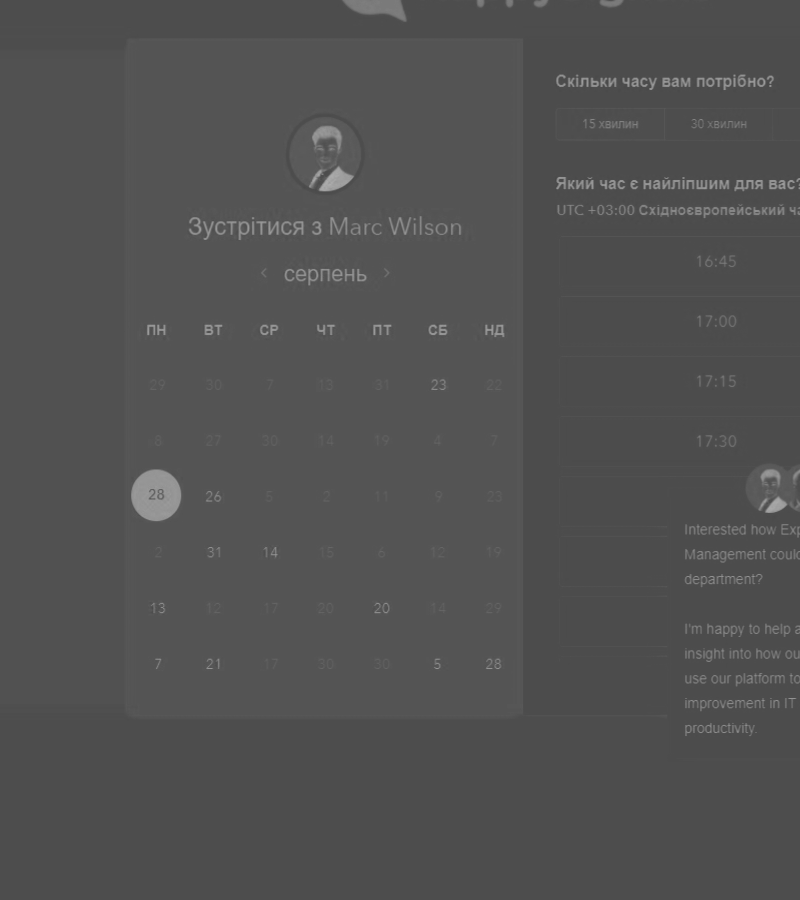 Скільки часу вам потрібно?
15 хвилин 30 хвилин
Який час є найліпшим для вас?
UTC +03:00 Східноєвропейський
16:45
17:00
17:15
17:30
Зустрітися з Marc Wilson
‹ серпень ›
ПН ВТ СР ЧТ ПТ СБ НД
29 30 7 13 31 23 22
8 27 30 14 19 4 7
28 26 5 2 11 9 23
2 31 14 15 6 12 19
13 12 17 20 20 14 29
7 21 17 30 30 5 28
Interested how
Management
department?
I'm happy to help
insight into how
use our platform to
improvement in IT
productivity.